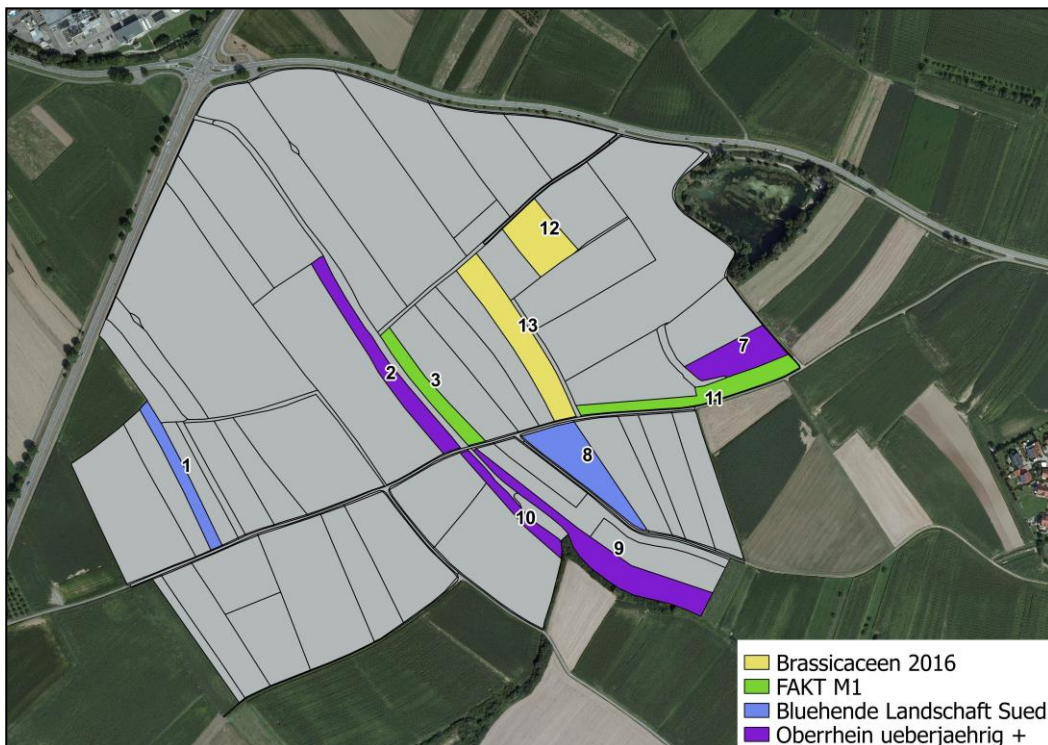 12
13
7
2
3
11
8
1
10
9
Brassicaceen 2016
FAKT M1
Bluehende Landschaft Sued
Oberrhein ueberjaehrig +